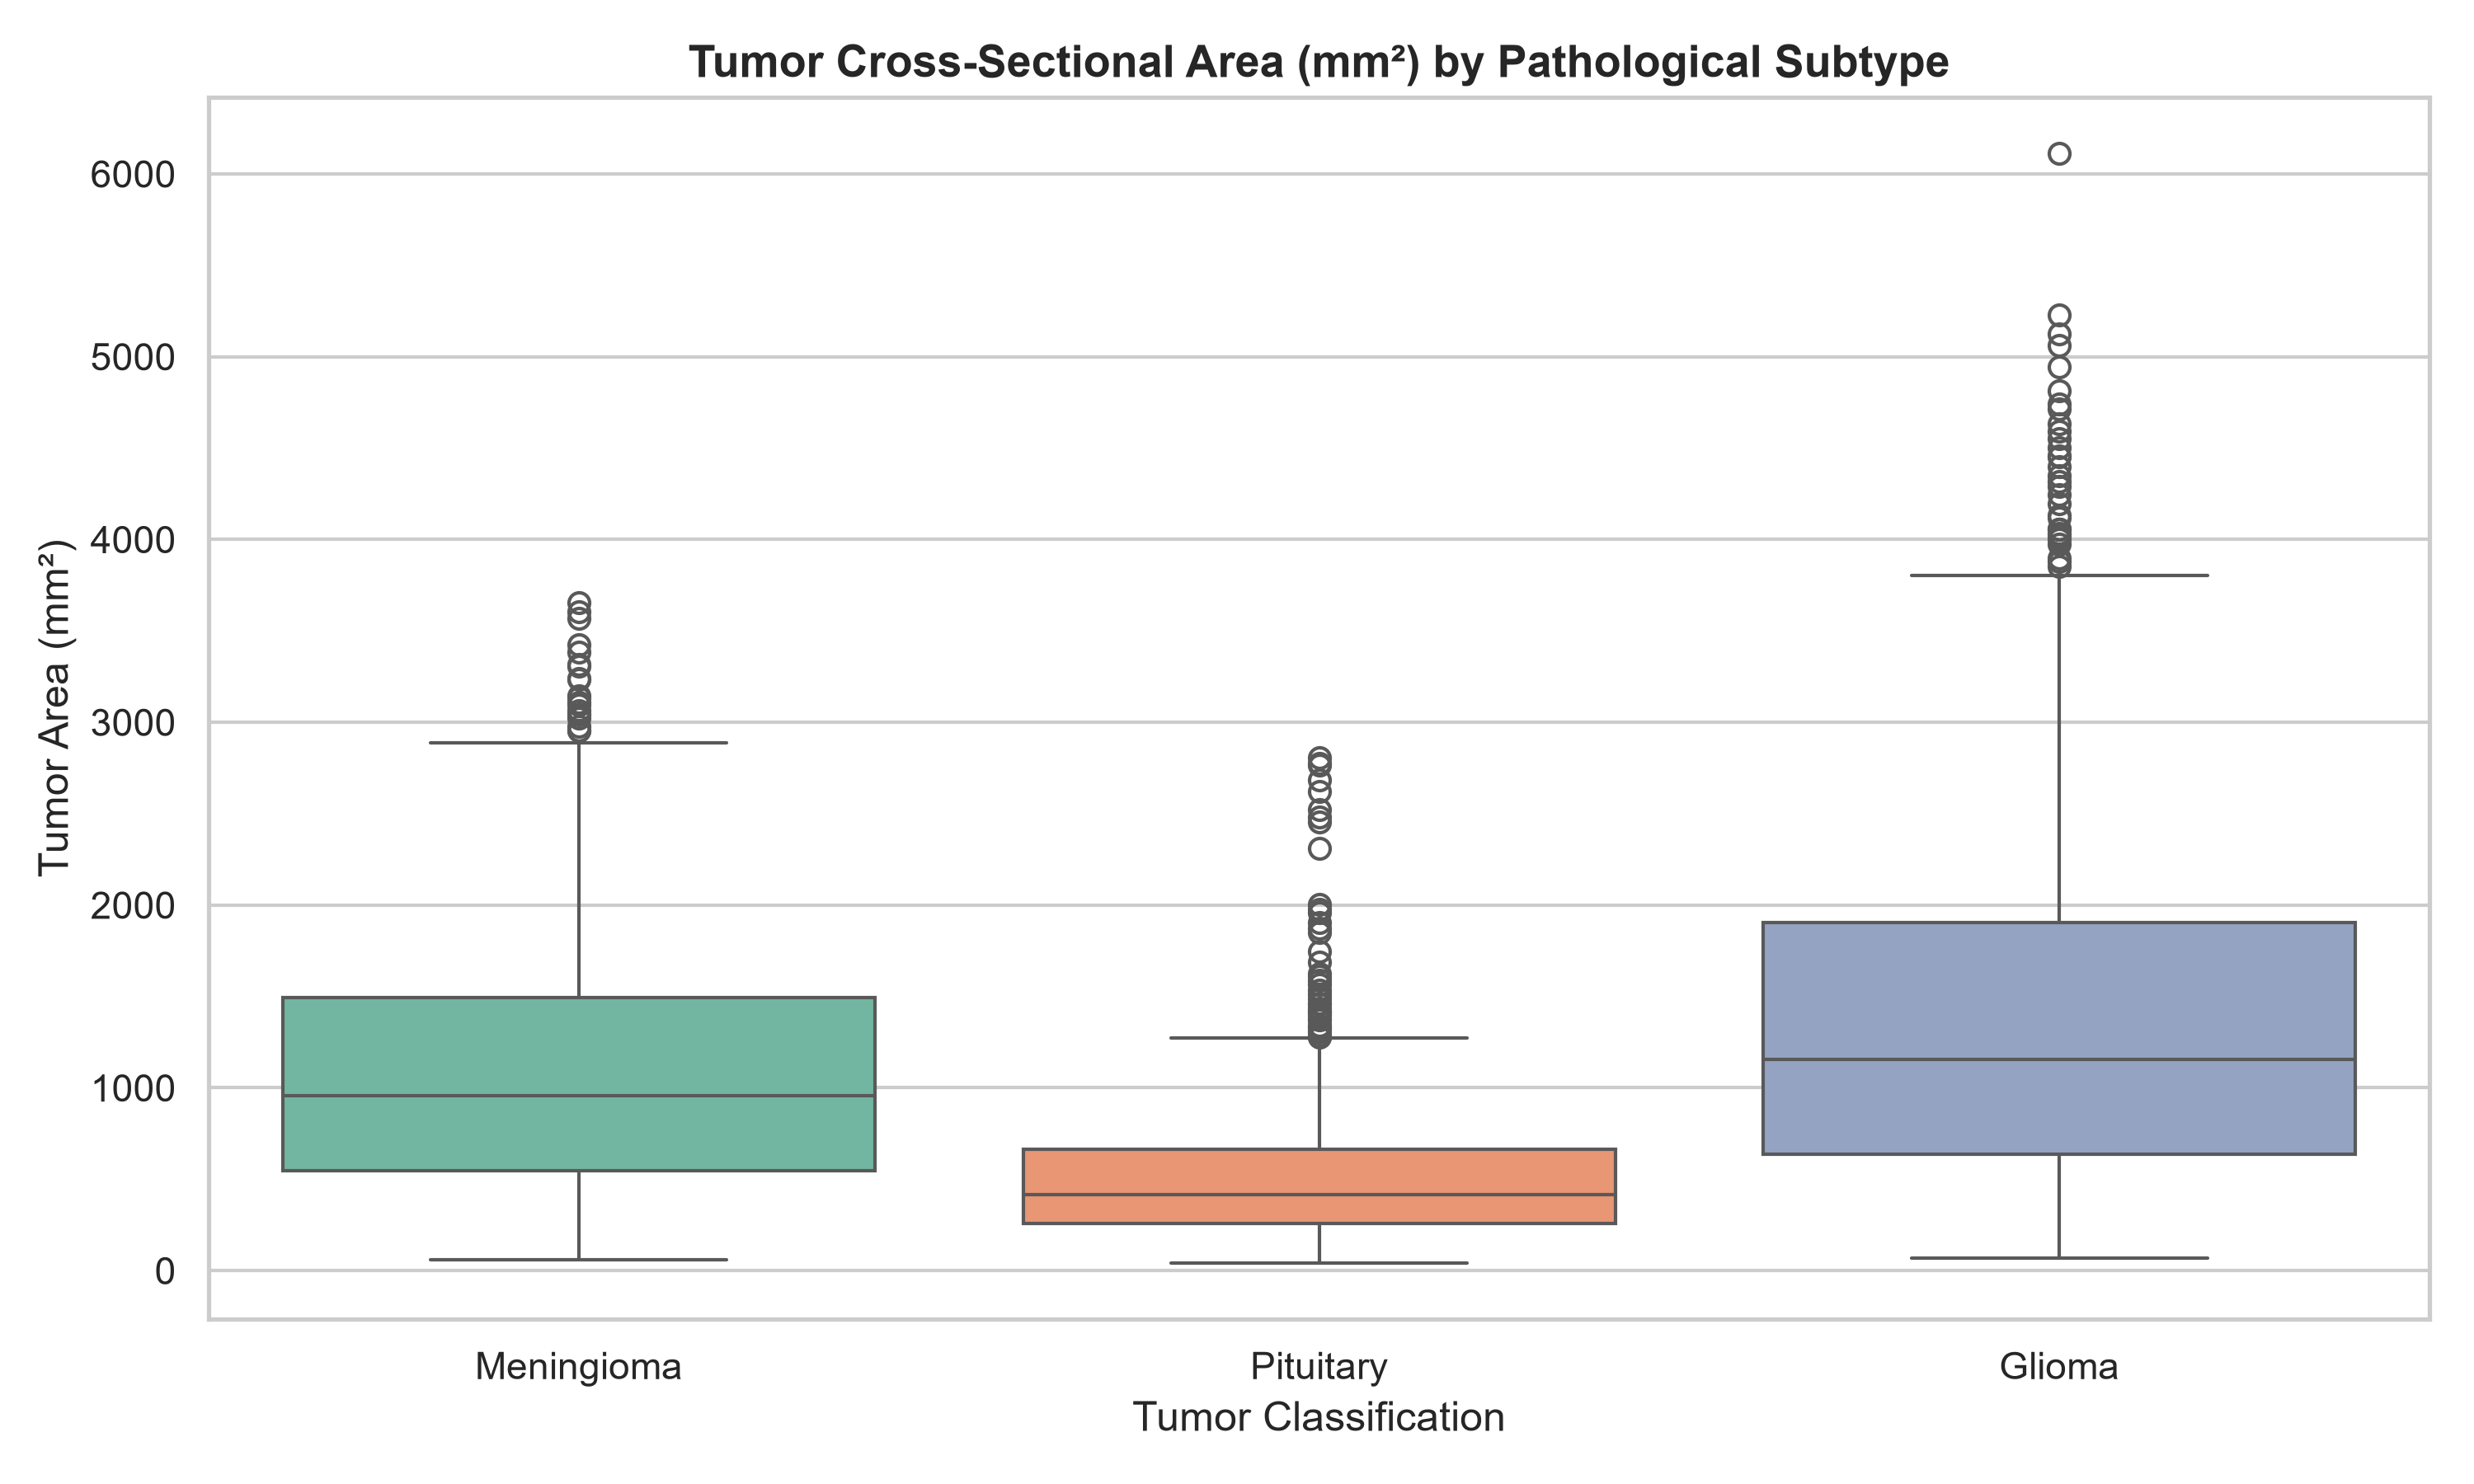 Tumor Cross-Sectional Area (mm²) by Pathological Subtype
Tumor Area (mm²)
6000
5000
4000
3000
2000
1000
0
Meningioma
Pituitary
Glioma
Tumor Classification